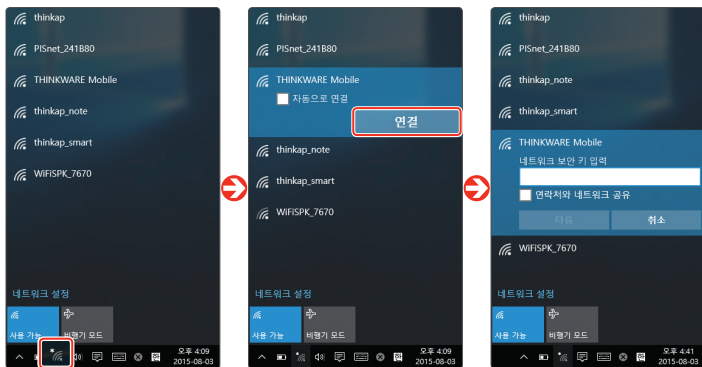 thinkap
PISnet_241B80
THINKWARE Mobile
thinkap_note
thinkap_smart
WiFiSPK_7670
네트워크 설정
사용 가능
비행기 모드
오후 4:09
2015-08-03
thinkap
PISnet_241B80
THINKWARE Mobile
자동으로 연결
연결
thinkap_note
thinkap_smart
WiFiSPK_7670
네트워크 설정
사용 가능
비행기 모드
오후 4:09
2015-08-03
thinkap
PISnet_241B80
thinkap_note
thinkap_smart
THINKWARE Mobile
네트워크 보안 키 입력
연락처와 네트워크 공유
다음
취소
WiFiSPK_7670
네트워크 설정
사용 가능
비행기 모드
오후 4:41
2015-08-03